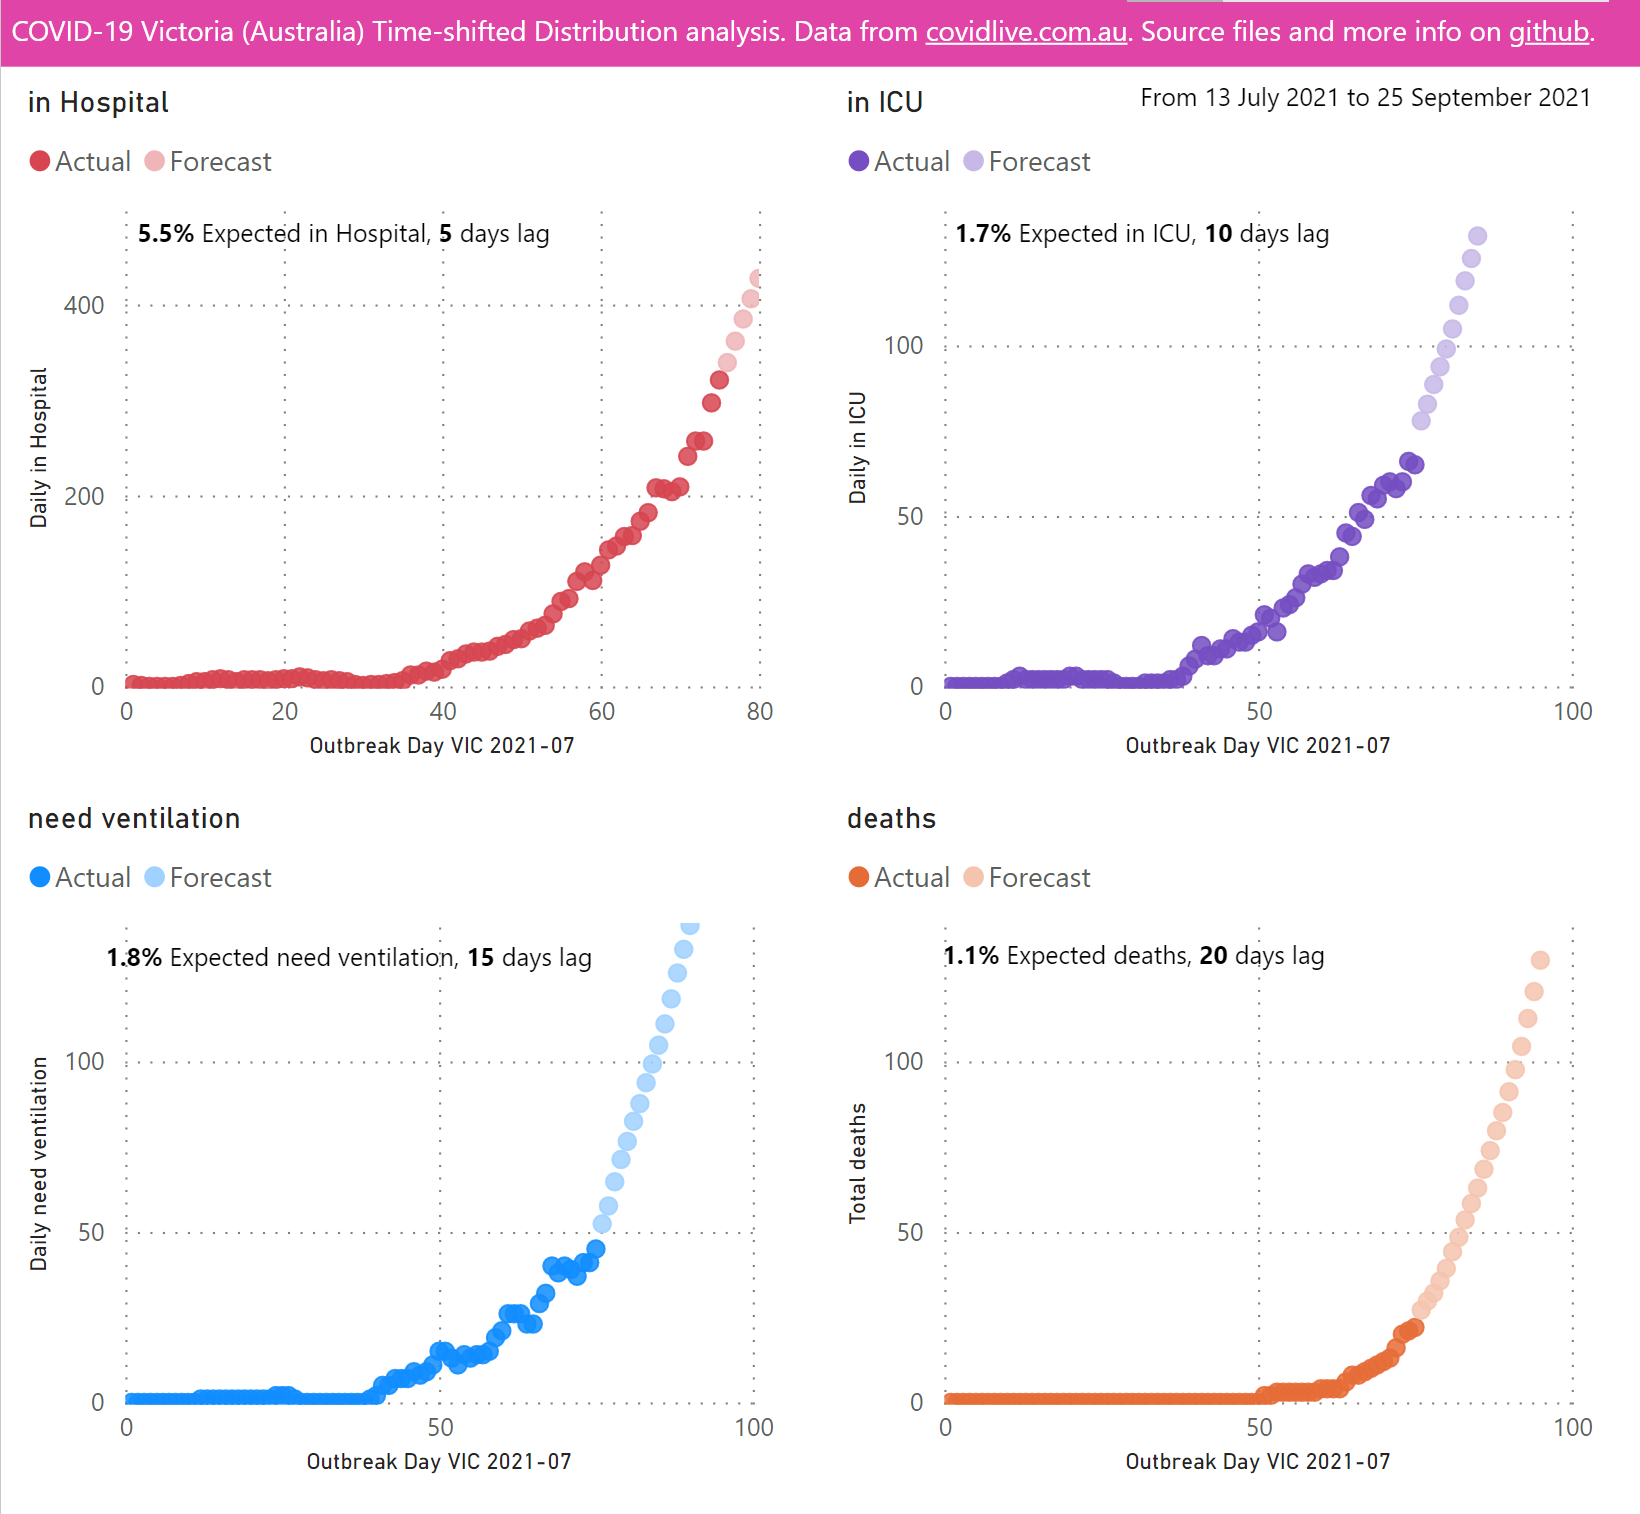 COVID-19 Victoria (Australia) Time-shifted Distribution analysis. Data from covidlive.com.au. Source files and more info on github.
in Hospital
Actual Forecast
5.5% Expected in Hospital, 5 days lag
Daily in Hospital
400
200
0
0 20 40 60 80
Outbreak Day VIC 2021-07
in ICU
From 13 July 2021 to 25 September 2021
Actual Forecast
1.7% Expected in ICU, 10 days lag
Daily in ICU
100
50
0
0 50 100
Outbreak Day VIC 2021-07
need ventilation
Actual Forecast
1.8% Expected need ventilation, 15 days lag
Daily need ventilation
100
50
0
0 50 100
Outbreak Day VIC 2021-07
deaths
Actual Forecast
1.1% Expected deaths, 20 days lag
Total deaths
100
50
0
0 50 100
Outbreak Day VIC 2021-07